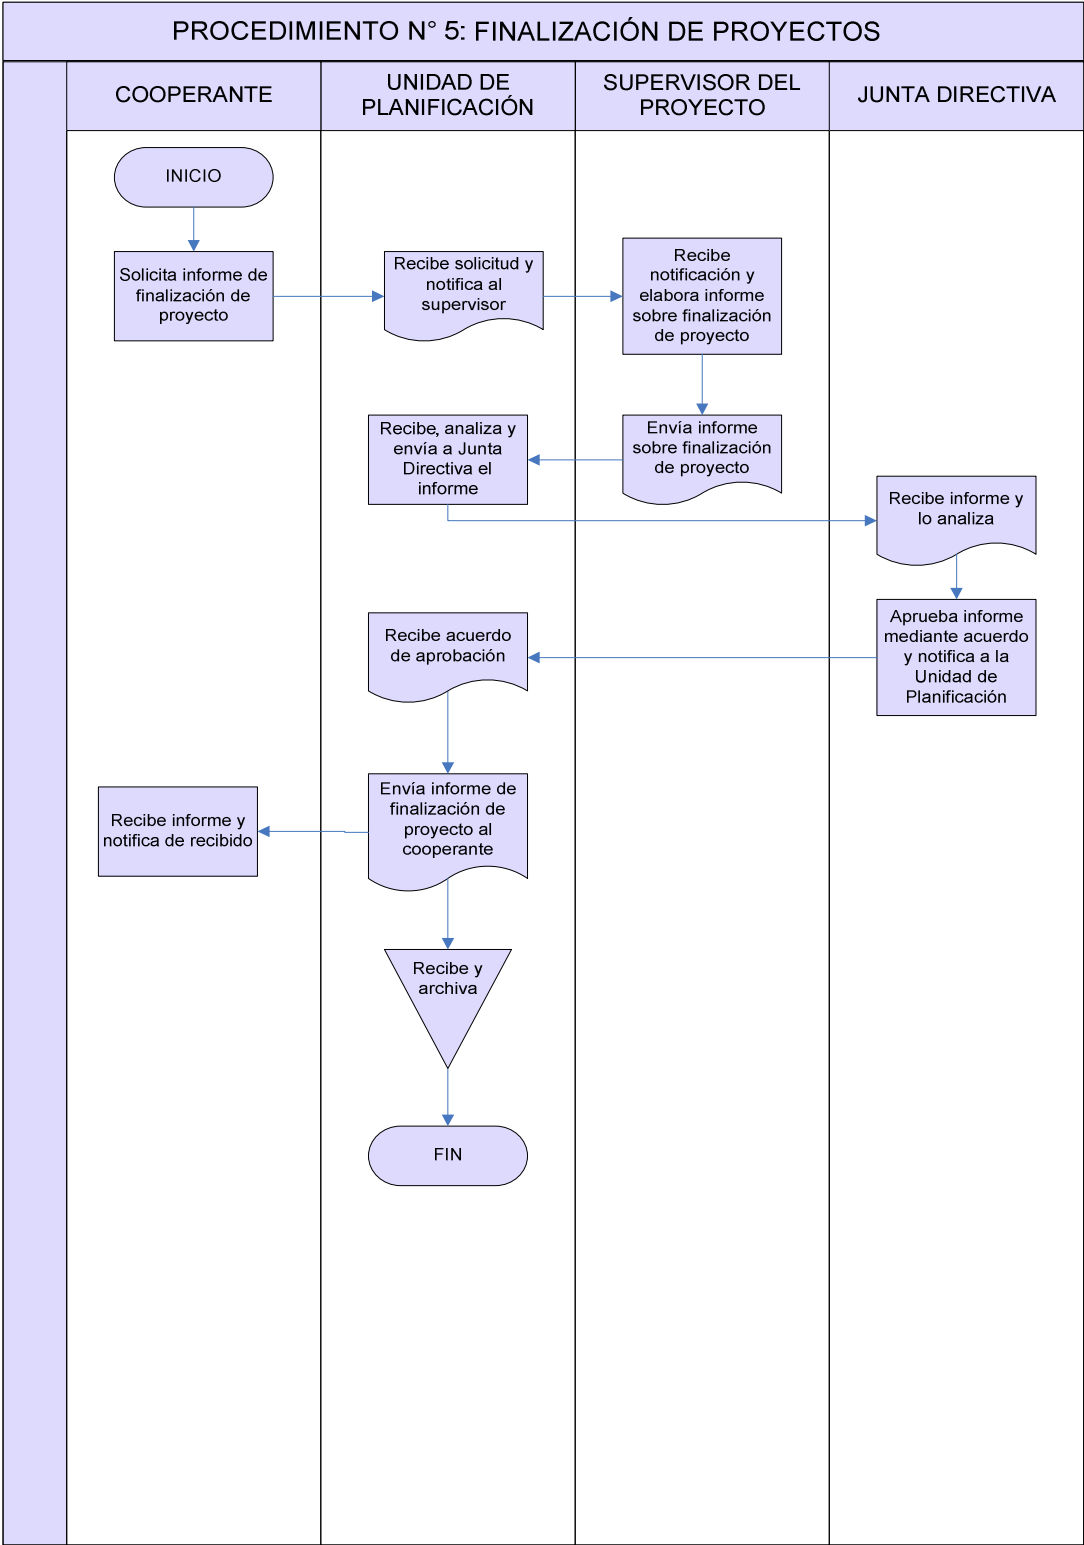 PROCEDIMIENTO N° 5: FINALIZACIÓN DE PROYECTOS
COOPERANTE
UNIDAD DE
PLANIFICACIÓN
SUPERVISOR DEL
PROYECTO
JUNTA DIRECTIVA
INICIO
Solicita informe de
finalización de
proyecto
Recibe solicitud y
notifica al
supervisor
Recibe
notificación y
elabora informe
sobre finalización
de proyecto
Envía informe
sobre finalización
de proyecto
Recibe, analiza y
envía a Junta
Directiva el
informe
Recibe informe y
lo analiza
Aprueba informe
mediante acuerdo
y notifica a la
Unidad de
Planificación
Recibe acuerdo
de aprobación
Envía informe de
finalización de
proyecto al
cooperante
Recibe informe y
notifica de recibido
Recibe y
archiva
FIN